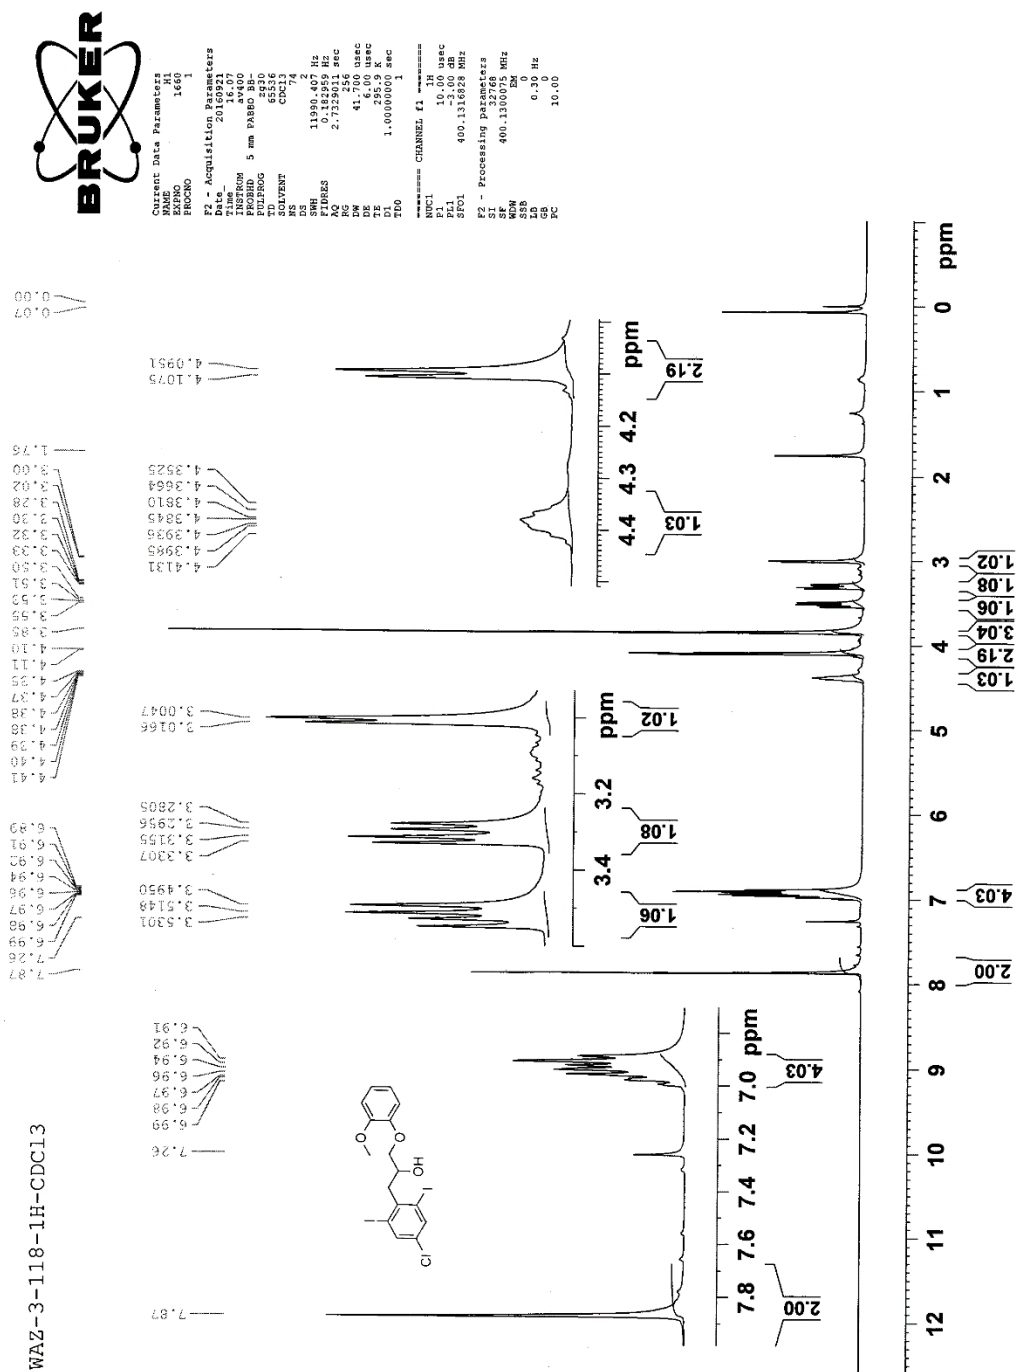 WAZ-3-118-1H-CDCl3
BRUKER
Current Data Parameters
NAME H1
EXPNO 1660
PROCNO 1
F2 - Acquisition Parameters
Date_ 20160921
Time 16.07
INSTRUM av400
PROBHD 5 mm PABBO BB-
PULPROG zg30
TD 65536
SOLVENT CDCl3
NS 74
DS 2
SWH 11990.407 Hz
FIDRES 0.182959 Hz
AQ 2.7329011 sec
RG 256
DW 41.700 usec
DE 6.00 usec
TE 295.9 K
D1 1.00000000 sec
TD0 1
======== CHANNEL f1 ========
NUC1 1H
P1 10.00 usec
PL1 -3.00 dB
SFO1 400.1316828 MHz
F2 - Processing parameters
SI 32768
SF 400.1300075 MHz
WDW EM
SSB 0
LB 0.30 Hz
GB 0
PC 10.00
7.87
7.26
6.99
6.98
6.97
6.96
6.94
6.92
6.91
6.89
4.41
4.40
4.39
4.38
4.38
4.37
4.35
4.11
4.10
3.85
3.55
3.53
3.51
3.50
3.33
3.32
3.30
3.28
3.02
3.00
1.76
0.07
0.00
7.87
7.26
6.99
6.98
6.97
6.96
6.94
6.92
6.91
3.5301
3.5148
3.4950
3.3307
3.3155
3.2956
3.2805
3.0166
3.0047
4.4131
4.3985
4.3936
4.3845
4.3810
4.3664
4.3525
4.1075
4.0951
Cl
I
I
OH
O
O
7.8 7.6 7.4 7.2 7.0 ppm
2.00
4.03
3.4 3.2 ppm
1.06
1.08
1.02
4.4 4.3 4.2 ppm
1.03
2.19
12 11 10 9 8 7 6 5 4 3 2 1 0 ppm
2.00
4.03
1.03
2.19
3.04
1.06
1.08
1.02